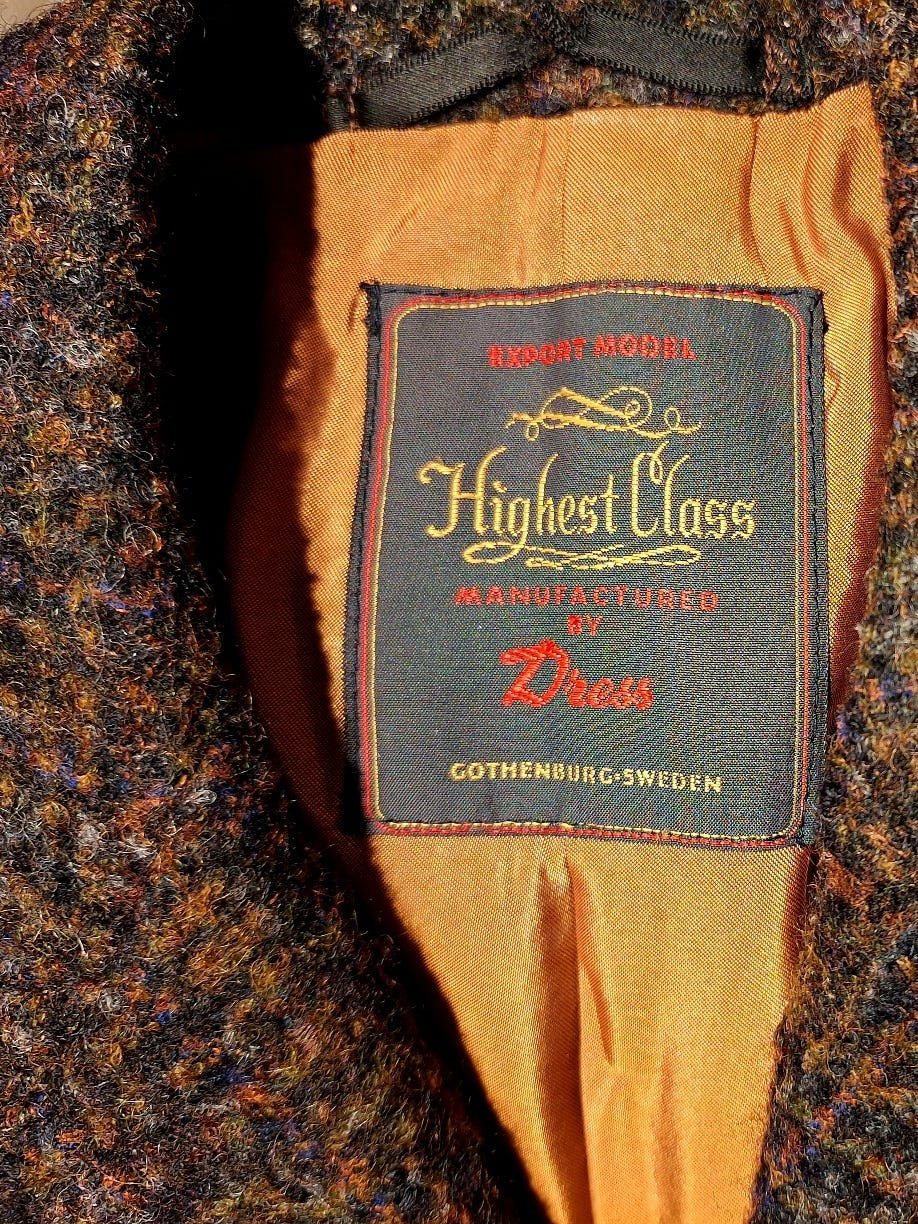 EXPORT MODEL
Highest Class
MANUFACTURED
BY
Dress
GOTHENBURG·SWEDEN